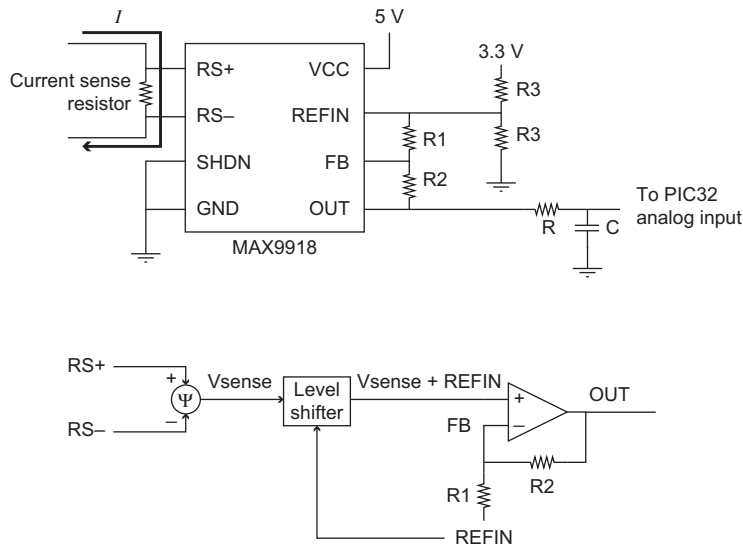 I
5 V
3.3 V
Current sense
resistor
RS+
VCC
R3
RS–
REFIN
R1
R3
SHDN
FB
R2
GND
OUT
R
C
To PIC32
analog input
MAX9918
RS+
+
Ψ
–
RS–
Vsense
Level
shifter
Vsense + REFIN
+
–
FB
OUT
R1
R2
REFIN